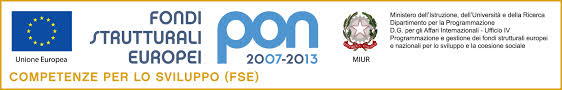 FONDI
STRUTTURALI
EUROPEI
pon
2007-2013
Unione Europea
COMPETENZE PER LO SVILUPPO (FSE)
MIUR
Ministero dell'Istruzione, dell'Università e della Ricerca
Dipartimento per la Programmazione
D.G. per gli Affari Internazionali - Ufficio IV
Programmazione e gestione dei fondi strutturali europei
e nazionali per lo sviluppo e la coesione sociale